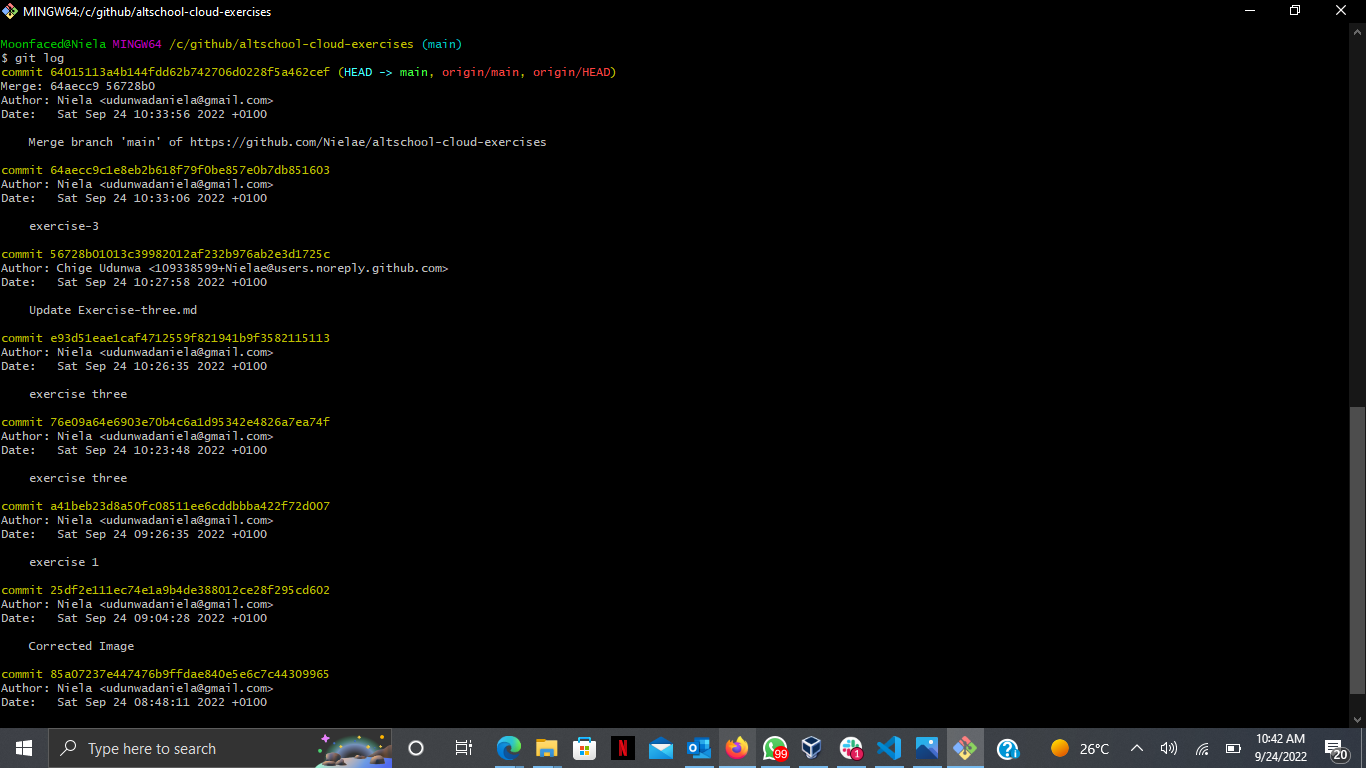 MINGW64:/c/github/altschool-cloud-exercises
Moonfaced@Niela MINGW64 /c/github/altschool-cloud-exercises (main)
$ git log
commit 64015113a4b144fdd62b742706d0228f5a462cef (HEAD -> main, origin/main, origin/HEAD)
Merge: 64aecc9 56728b0
Author: Niela <udunwadaniela@gmail.com>
Date:   Sat Sep 24 10:33:56 2022 +0100
    Merge branch 'main' of https://github.com/Nielae/altschool-cloud-exercises
commit 64aecc9c1e8eb2b618f79f0be857e0b7db851603
Author: Niela <udunwadaniela@gmail.com>
Date:   Sat Sep 24 10:33:06 2022 +0100
    exercise-3
commit 56728b01013c39982012af232b976ab2e3d1725c
Author: Chige Udunwa <109338599+Nielae@users.noreply.github.com>
Date:   Sat Sep 24 10:27:58 2022 +0100
    Update Exercise-three.md
commit e93d51eae1caf4712559f821941b9f3582115113
Author: Niela <udunwadaniela@gmail.com>
Date:   Sat Sep 24 10:26:35 2022 +0100
    exercise three
commit 76e09a64e6903e70b4c6a1d95342e4826a7ea74f
Author: Niela <udunwadaniela@gmail.com>
Date:   Sat Sep 24 10:23:48 2022 +0100
    exercise three
commit a41beb23d8a50fc08511ee6cddbbba422f72d007
Author: Niela <udunwadaniela@gmail.com>
Date:   Sat Sep 24 09:26:35 2022 +0100
    exercise 1
commit 25df2e111ec74e1a9b4de388012ce28f295cd602
Author: Niela <udunwadaniela@gmail.com>
Date:   Sat Sep 24 09:04:28 2022 +0100
    Corrected Image
commit 85a07237e447476b9ffdae840e5e6c7c44309965
Author: Niela <udunwadaniela@gmail.com>
Date:   Sat Sep 24 08:48:11 2022 +0100
Type here to search
N
99
1
26°C
10:42 AM
9/24/2022
20